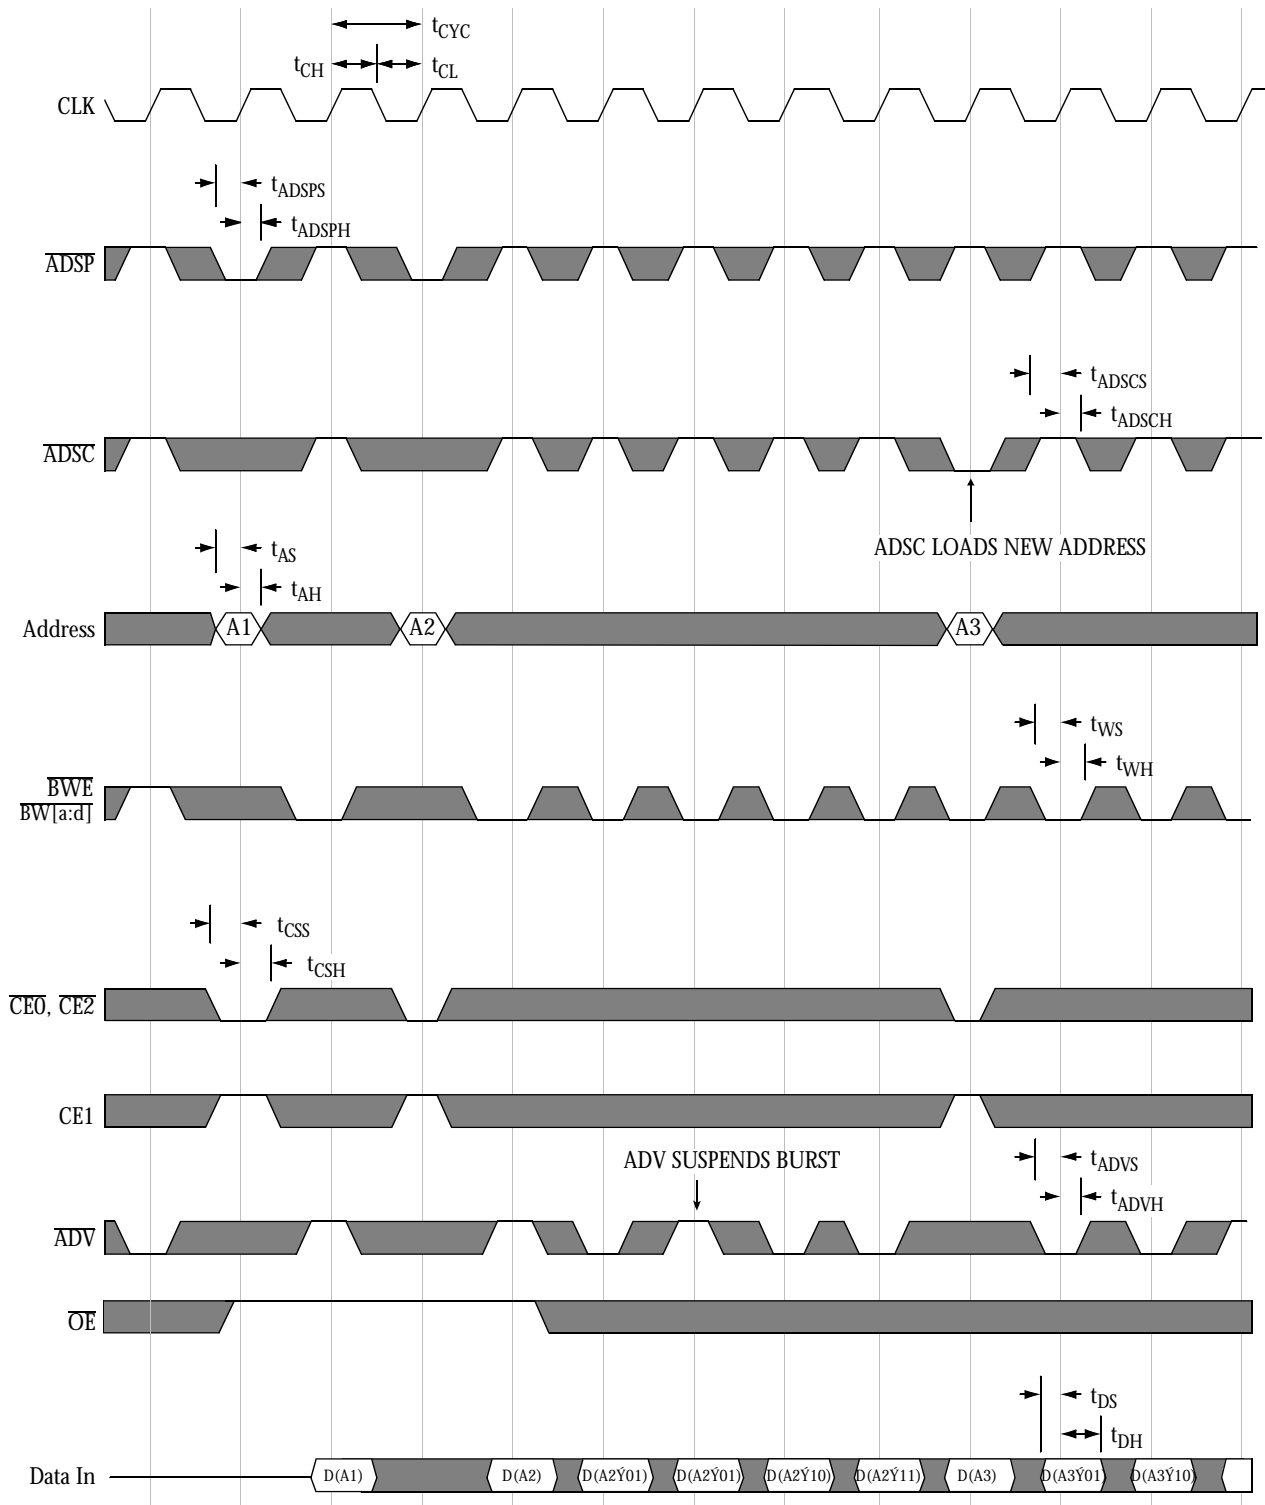 tCYC
tCH
tCL
CLK
tADSPS
tADSPH
ADSP
tADSCS
tADSCH
ADSC
ADSC LOADS NEW ADDRESS
tAS
tAH
Address
A1
A2
A3
tWS
tWH
BWE
BW[a:d]
tCSS
tCSH
CE0, CE2
CE1
ADV SUSPENDS BURST
tADVS
tADVH
ADV
OE
tDS
tDH
Data In
D(A1)
D(A2)
D(A2Ý01)
D(A2Ý01)
D(A2Ý10)
D(A2Ý11)
D(A3)
D(A3Ý01)
D(A3Ý10)